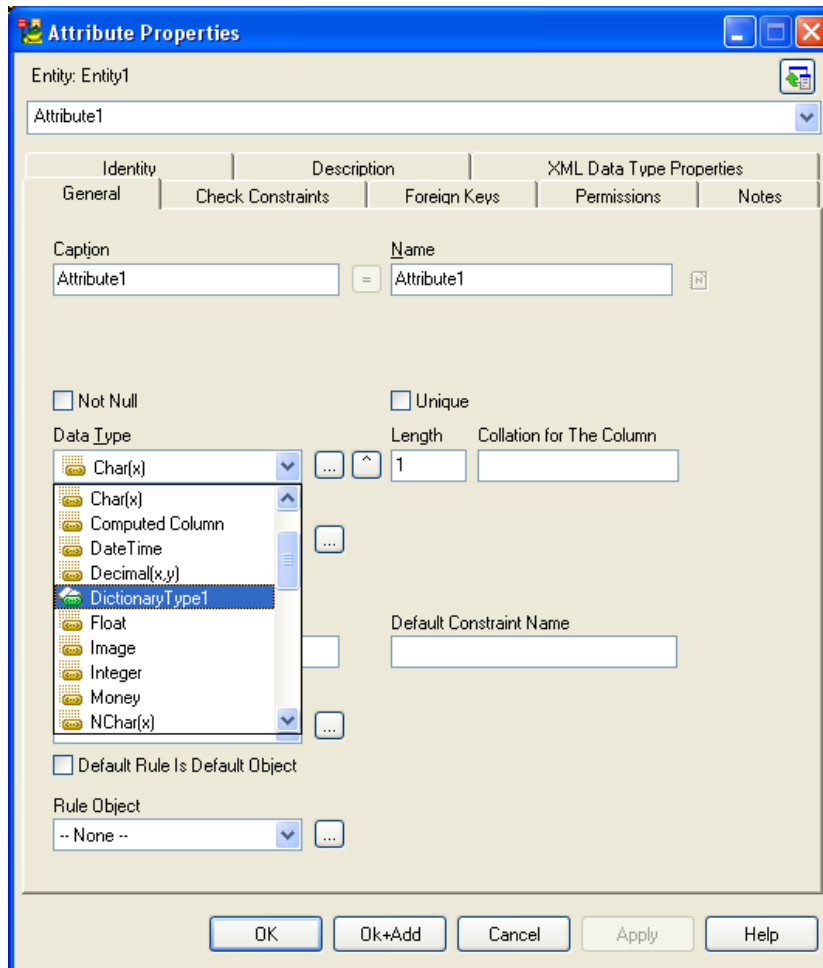 Attribute Properties
Entity: Entity1
Attribute1
Identity Description XML Data Type Properties
General Check Constraints Foreign Keys Permissions Notes
Caption Name
Attribute1 = Attribute1
Not Null Unique
Data Type Length Collation for The Column
Char(x) ... ^ 1
Char(x)
Computed Column
DateTime ...
Decimal(x,y)
DictionaryType1
Float Default Constraint Name
Image
Integer
Money
NChar(x) ...
Default Rule Is Default Object
Rule Object
-- None -- ...
OK Ok+Add Cancel Apply Help